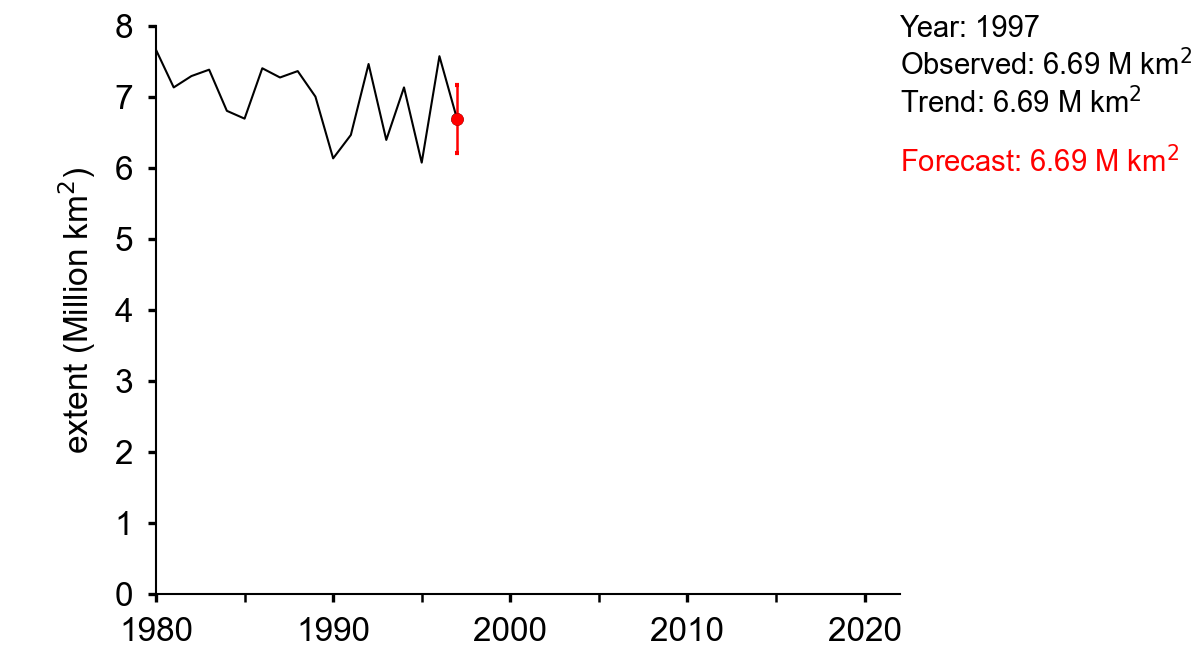 Year: 1997
Observed: 6.69 M km²
Trend: 6.69 M km²
Forecast: 6.69 M km²
extent (Million km²)
8
7
6
5
4
3
2
1
0
1980 1990 2000 2010 2020